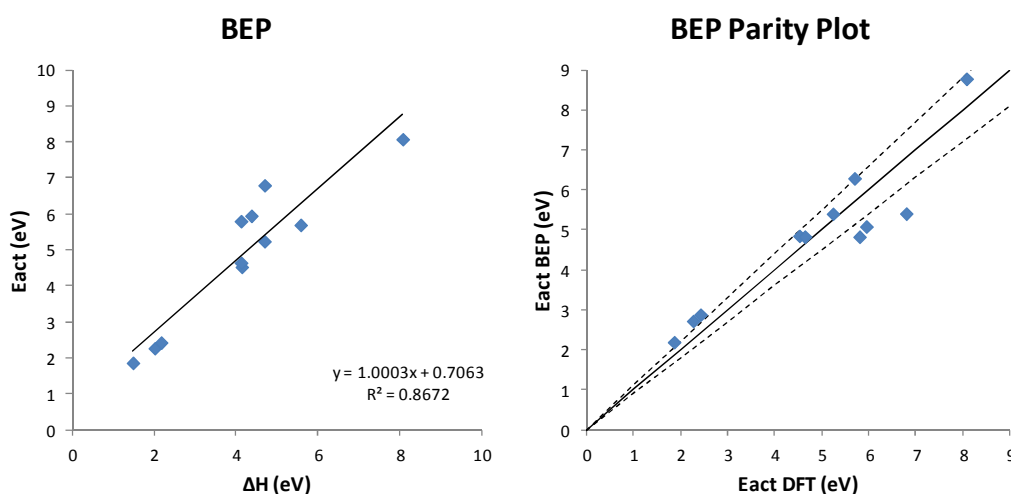 BEP
10
9
8
7
6
5
4
3
2
1
0
Eact (eV)
0 2 4 6 8 10
ΔH (eV)
y = 1.0003x + 0.7063
R² = 0.8672
BEP Parity Plot
9
8
7
6
5
4
3
2
1
0
Eact BEP (eV)
0 1 2 3 4 5 6 7 8 9
Eact DFT (eV)